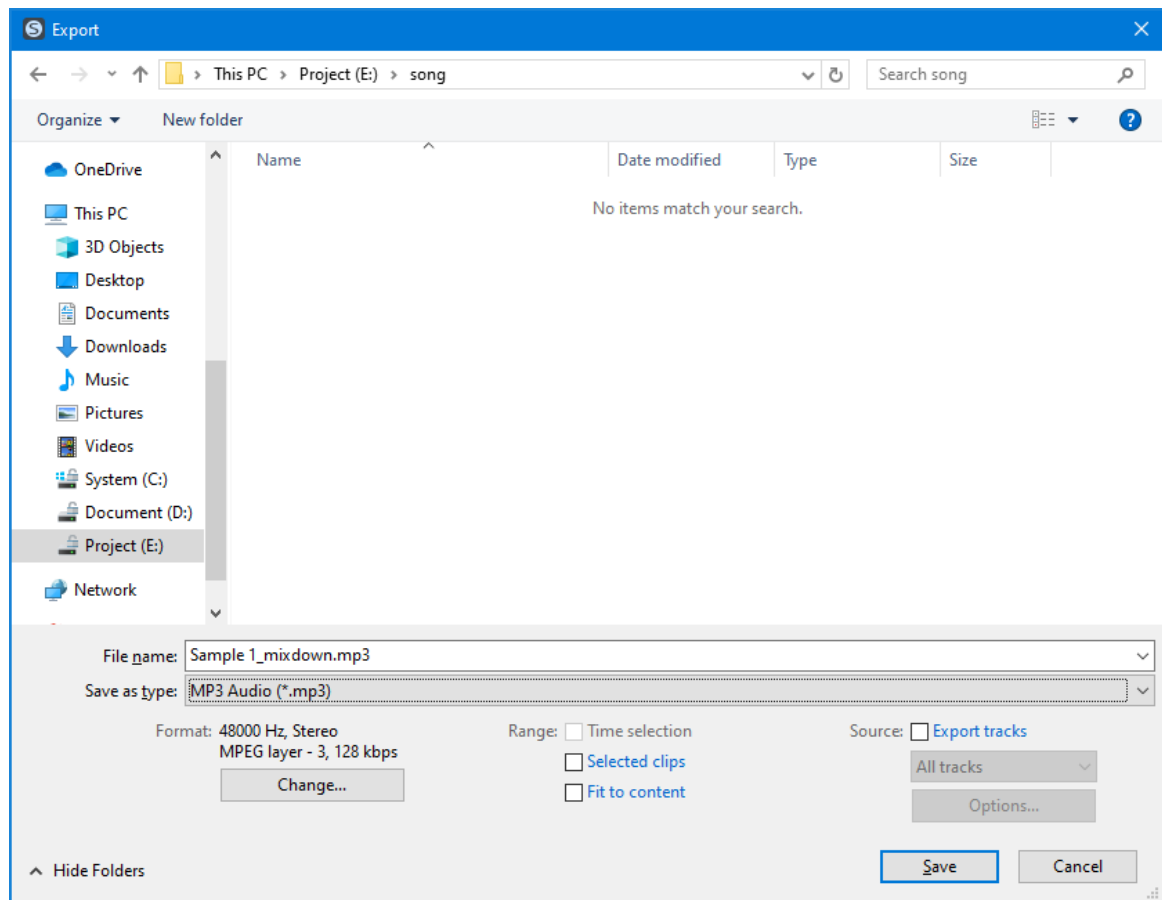 Export
This PC > Project (E:) > song
Search song
Organize
New folder
?
OneDrive
This PC
3D Objects
Desktop
Documents
Downloads
Music
Pictures
Videos
System (C:)
Document (D:)
Project (E:)
Network
Name
Date modified
Type
Size
No items match your search.
File name: Sample 1_mixdown.mp3
Save as type: MP3 Audio (*.mp3)
Format: 48000 Hz, Stereo
MPEG layer - 3, 128 kbps
Change...
Range: Time selection
Selected clips
Fit to content
Source: Export tracks
All tracks
Options...
Hide Folders
Save
Cancel